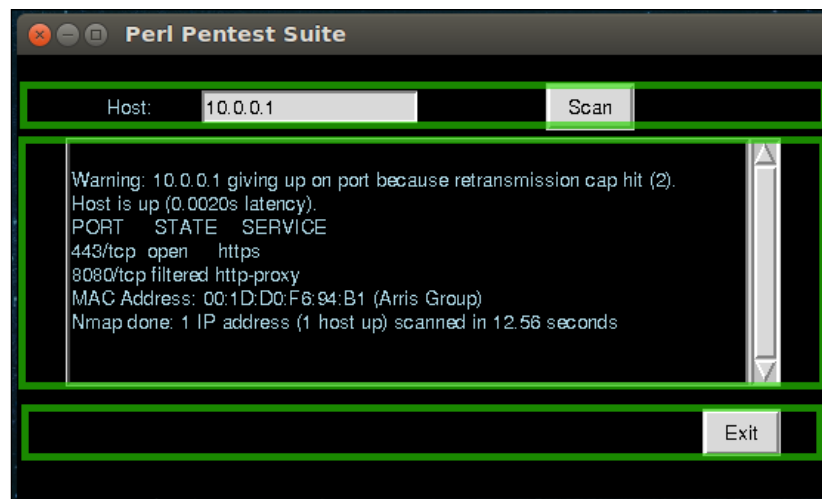 Perl Pentest Suite
Host: 10.0.0.1 Scan
Warning: 10.0.0.1 giving up on port because retransmission cap hit (2).
Host is up (0.0020s latency).
PORT STATE SERVICE
443/tcp open https
8080/tcp filtered http-proxy
MAC Address: 00:1D:D0:F6:94:B1 (Arris Group)
Nmap done: 1 IP address (1 host up) scanned in 12.56 seconds
Exit